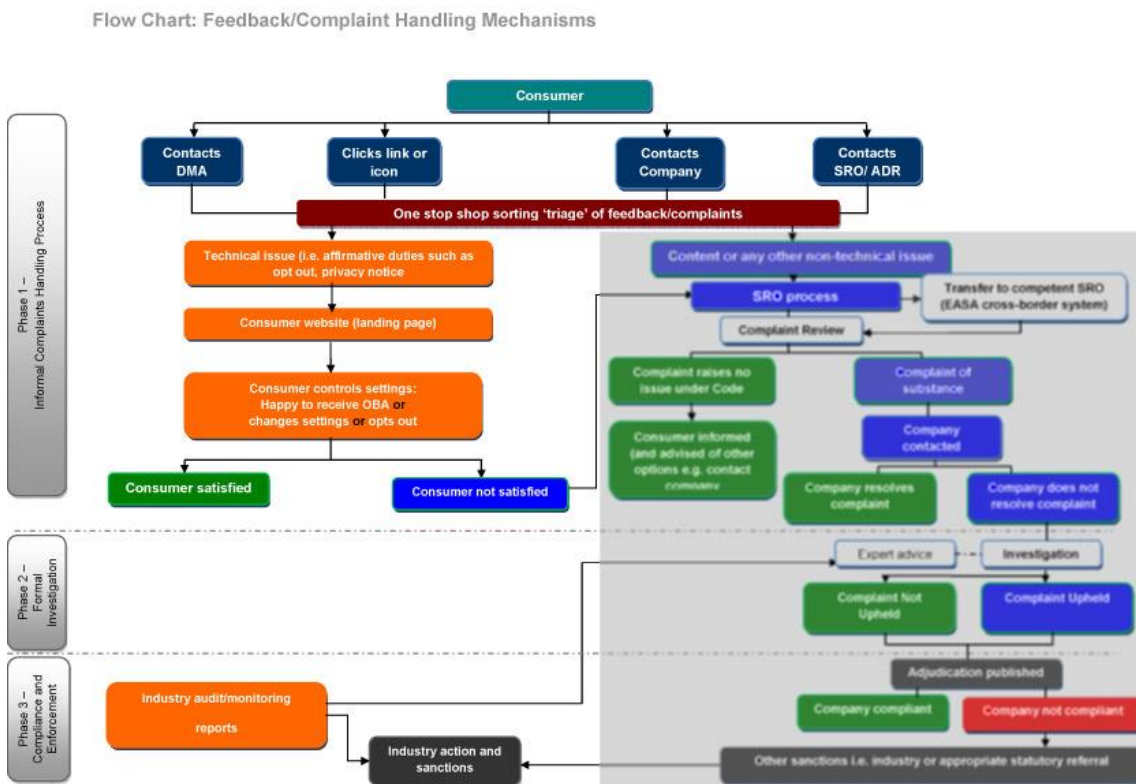 Flow Chart: Feedback/Complaint Handling Mechanisms
Consumer
Contacts
DMA
Clicks link or
icon
Contacts
Company
Contacts
SRO/ ADR
One stop shop sorting ‘triage’ of feedback/complaints
Phase 1 –
Informal Complaints Handling Process
Technical issue (i.e. affirmative duties such as
opt out, privacy notice
Content or any other non-technical issue
SRO process
Transfer to competent SRO
(EASA cross-border system)
Consumer website (landing page)
Complaint Review
Consumer controls settings:
Happy to receive OBA or
changes settings or opts out
Complaint raises no
issue under Code
Complaint of
substance
Consumer informed
(and advised of other
options e.g. contact
company
Company
contacted
Consumer satisfied
Consumer not satisfied
Company resolves
complaint
Company does not
resolve complaint
Phase 2 –
Formal
Investigation
Expert advice
Investigation
Complaint Not
Upheld
Complaint Upheld
Phase 3 –
Compliance and
Enforcement
Adjudication published
Industry audit/monitoring
reports
Company compliant
Company not compliant
Industry action and
sanctions
Other sanctions i.e. industry or appropriate statutory referral